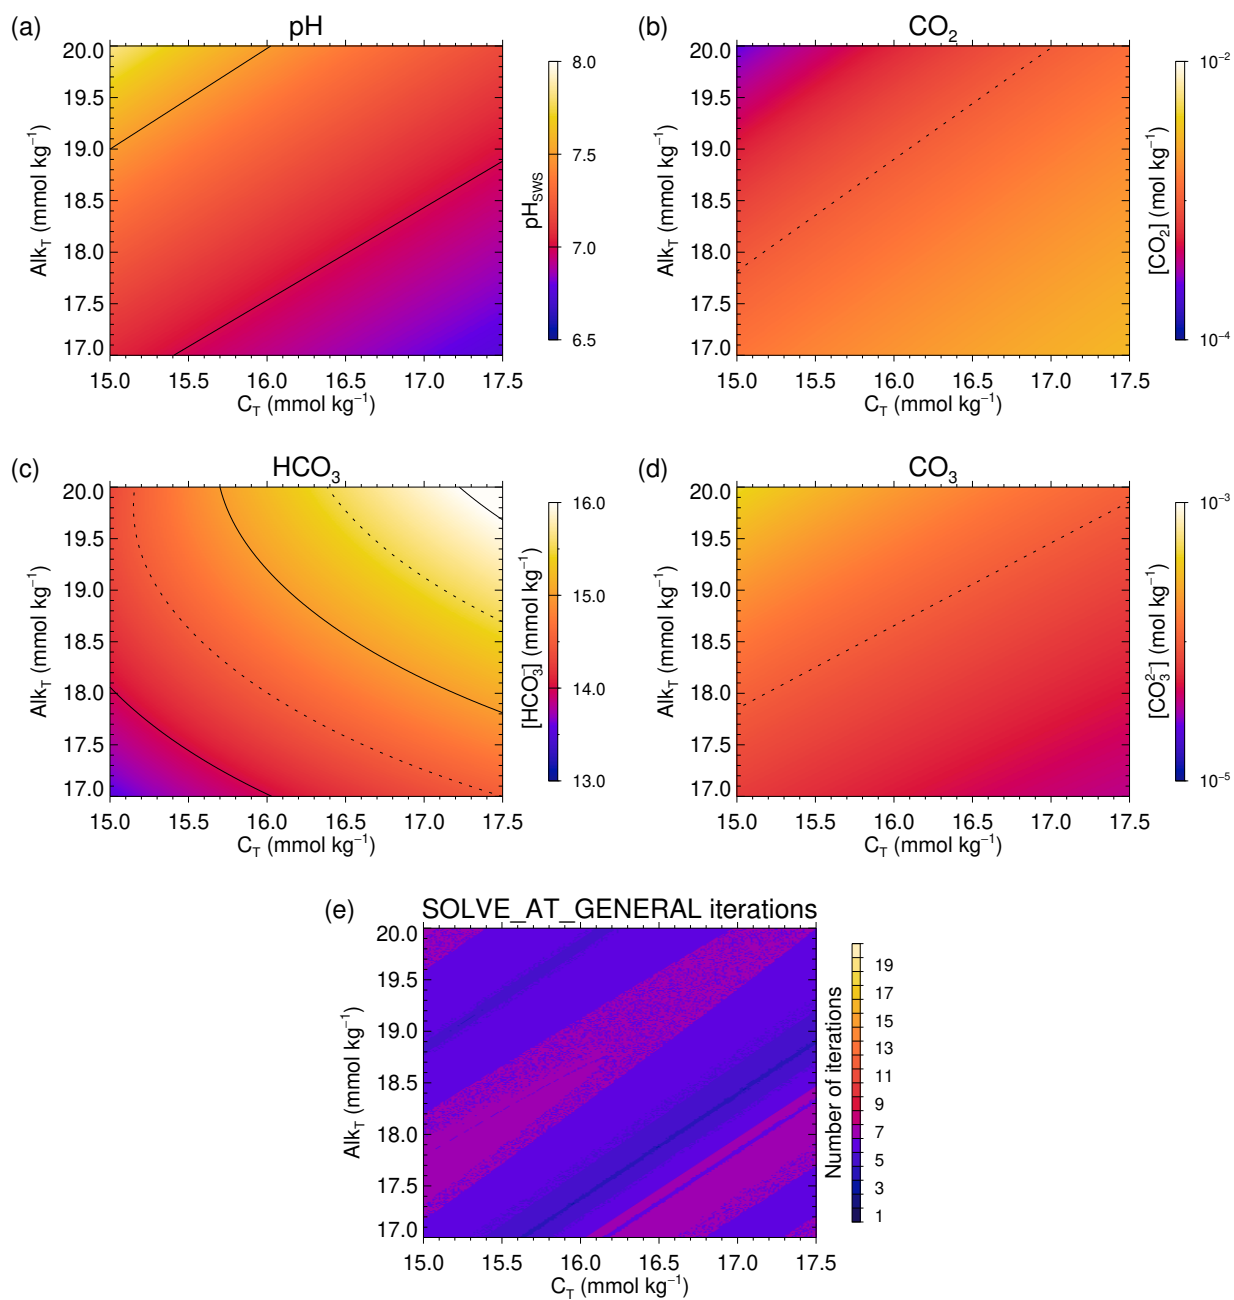 (a)
pH
20.0
19.5
19.0
18.5
18.0
17.5
17.0
Alk_T (mmol kg⁻¹)
15.0 15.5 16.0 16.5 17.0 17.5
C_T (mmol kg⁻¹)
8.0
7.5
7.0
6.5
pH_SWS
(b)
CO₂
20.0
19.5
19.0
18.5
18.0
17.5
17.0
Alk_T (mmol kg⁻¹)
15.0 15.5 16.0 16.5 17.0 17.5
C_T (mmol kg⁻¹)
10⁻²
10⁻⁴
[CO₂] (mol kg⁻¹)
(c)
HCO₃
20.0
19.5
19.0
18.5
18.0
17.5
17.0
Alk_T (mmol kg⁻¹)
15.0 15.5 16.0 16.5 17.0 17.5
C_T (mmol kg⁻¹)
16.0
15.0
14.0
13.0
[HCO₃⁻] (mmol kg⁻¹)
(d)
CO₃
20.0
19.5
19.0
18.5
18.0
17.5
17.0
Alk_T (mmol kg⁻¹)
15.0 15.5 16.0 16.5 17.0 17.5
C_T (mmol kg⁻¹)
10⁻³
10⁻⁵
[CO₃²⁻] (mol kg⁻¹)
(e)
SOLVE_AT_GENERAL iterations
20.0
19.5
19.0
18.5
18.0
17.5
17.0
Alk_T (mmol kg⁻¹)
15.0 15.5 16.0 16.5 17.0 17.5
C_T (mmol kg⁻¹)
19
17
15
13
11
9
7
5
3
1
Number of iterations